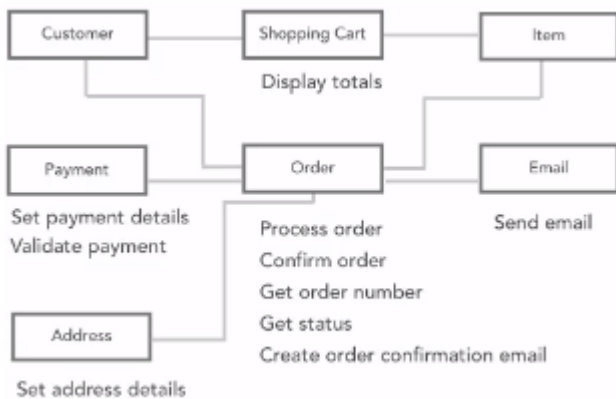 Customer
Shopping Cart
Item
Display totals
Payment
Order
Email
Set payment details
Validate payment
Process order
Confirm order
Get order number
Get status
Create order confirmation email
Send email
Address
Set address details